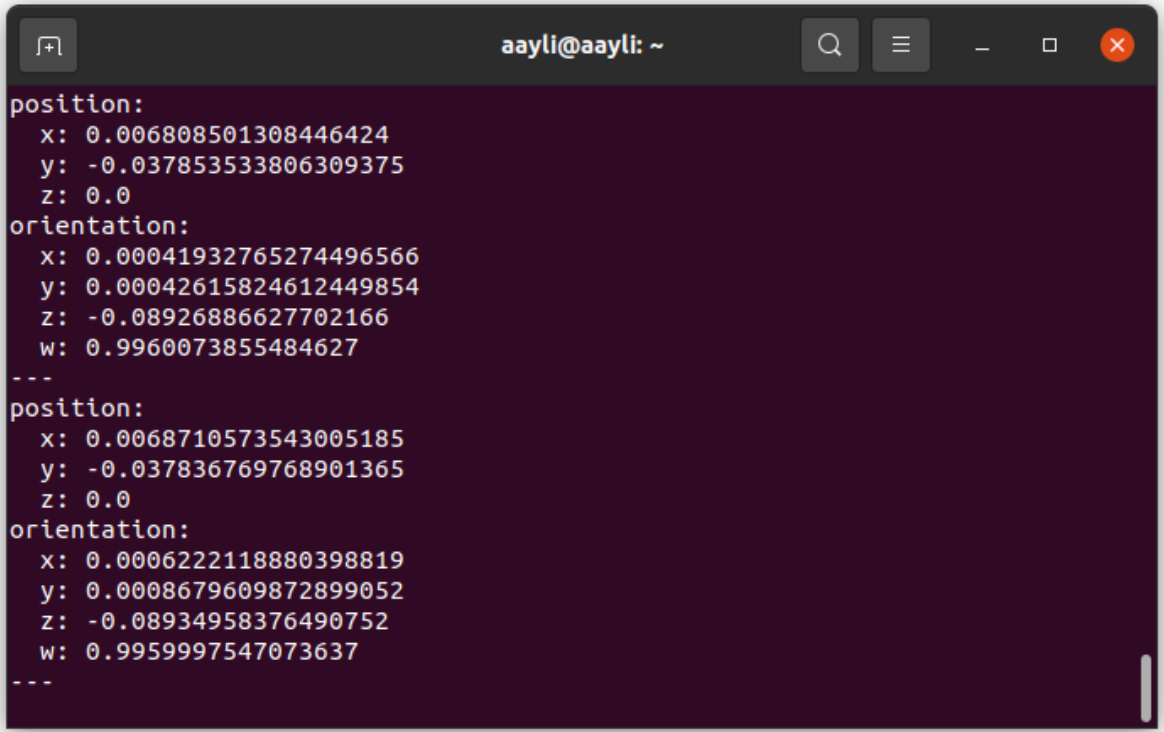 aayli@aayli: ~
position:
  x: 0.006808501308446424
  y: -0.037853533806309375
  z: 0.0
orientation:
  x: 0.00041932765274496566
  y: 0.00042615824612449854
  z: -0.08926886627702166
  w: 0.9960073855484627
---
position:
  x: 0.0068710573543005185
  y: -0.037836769768901365
  z: 0.0
orientation:
  x: 0.0006222118880398819
  y: 0.0008679609872899052
  z: -0.08934958376490752
  w: 0.9959997547073637
---